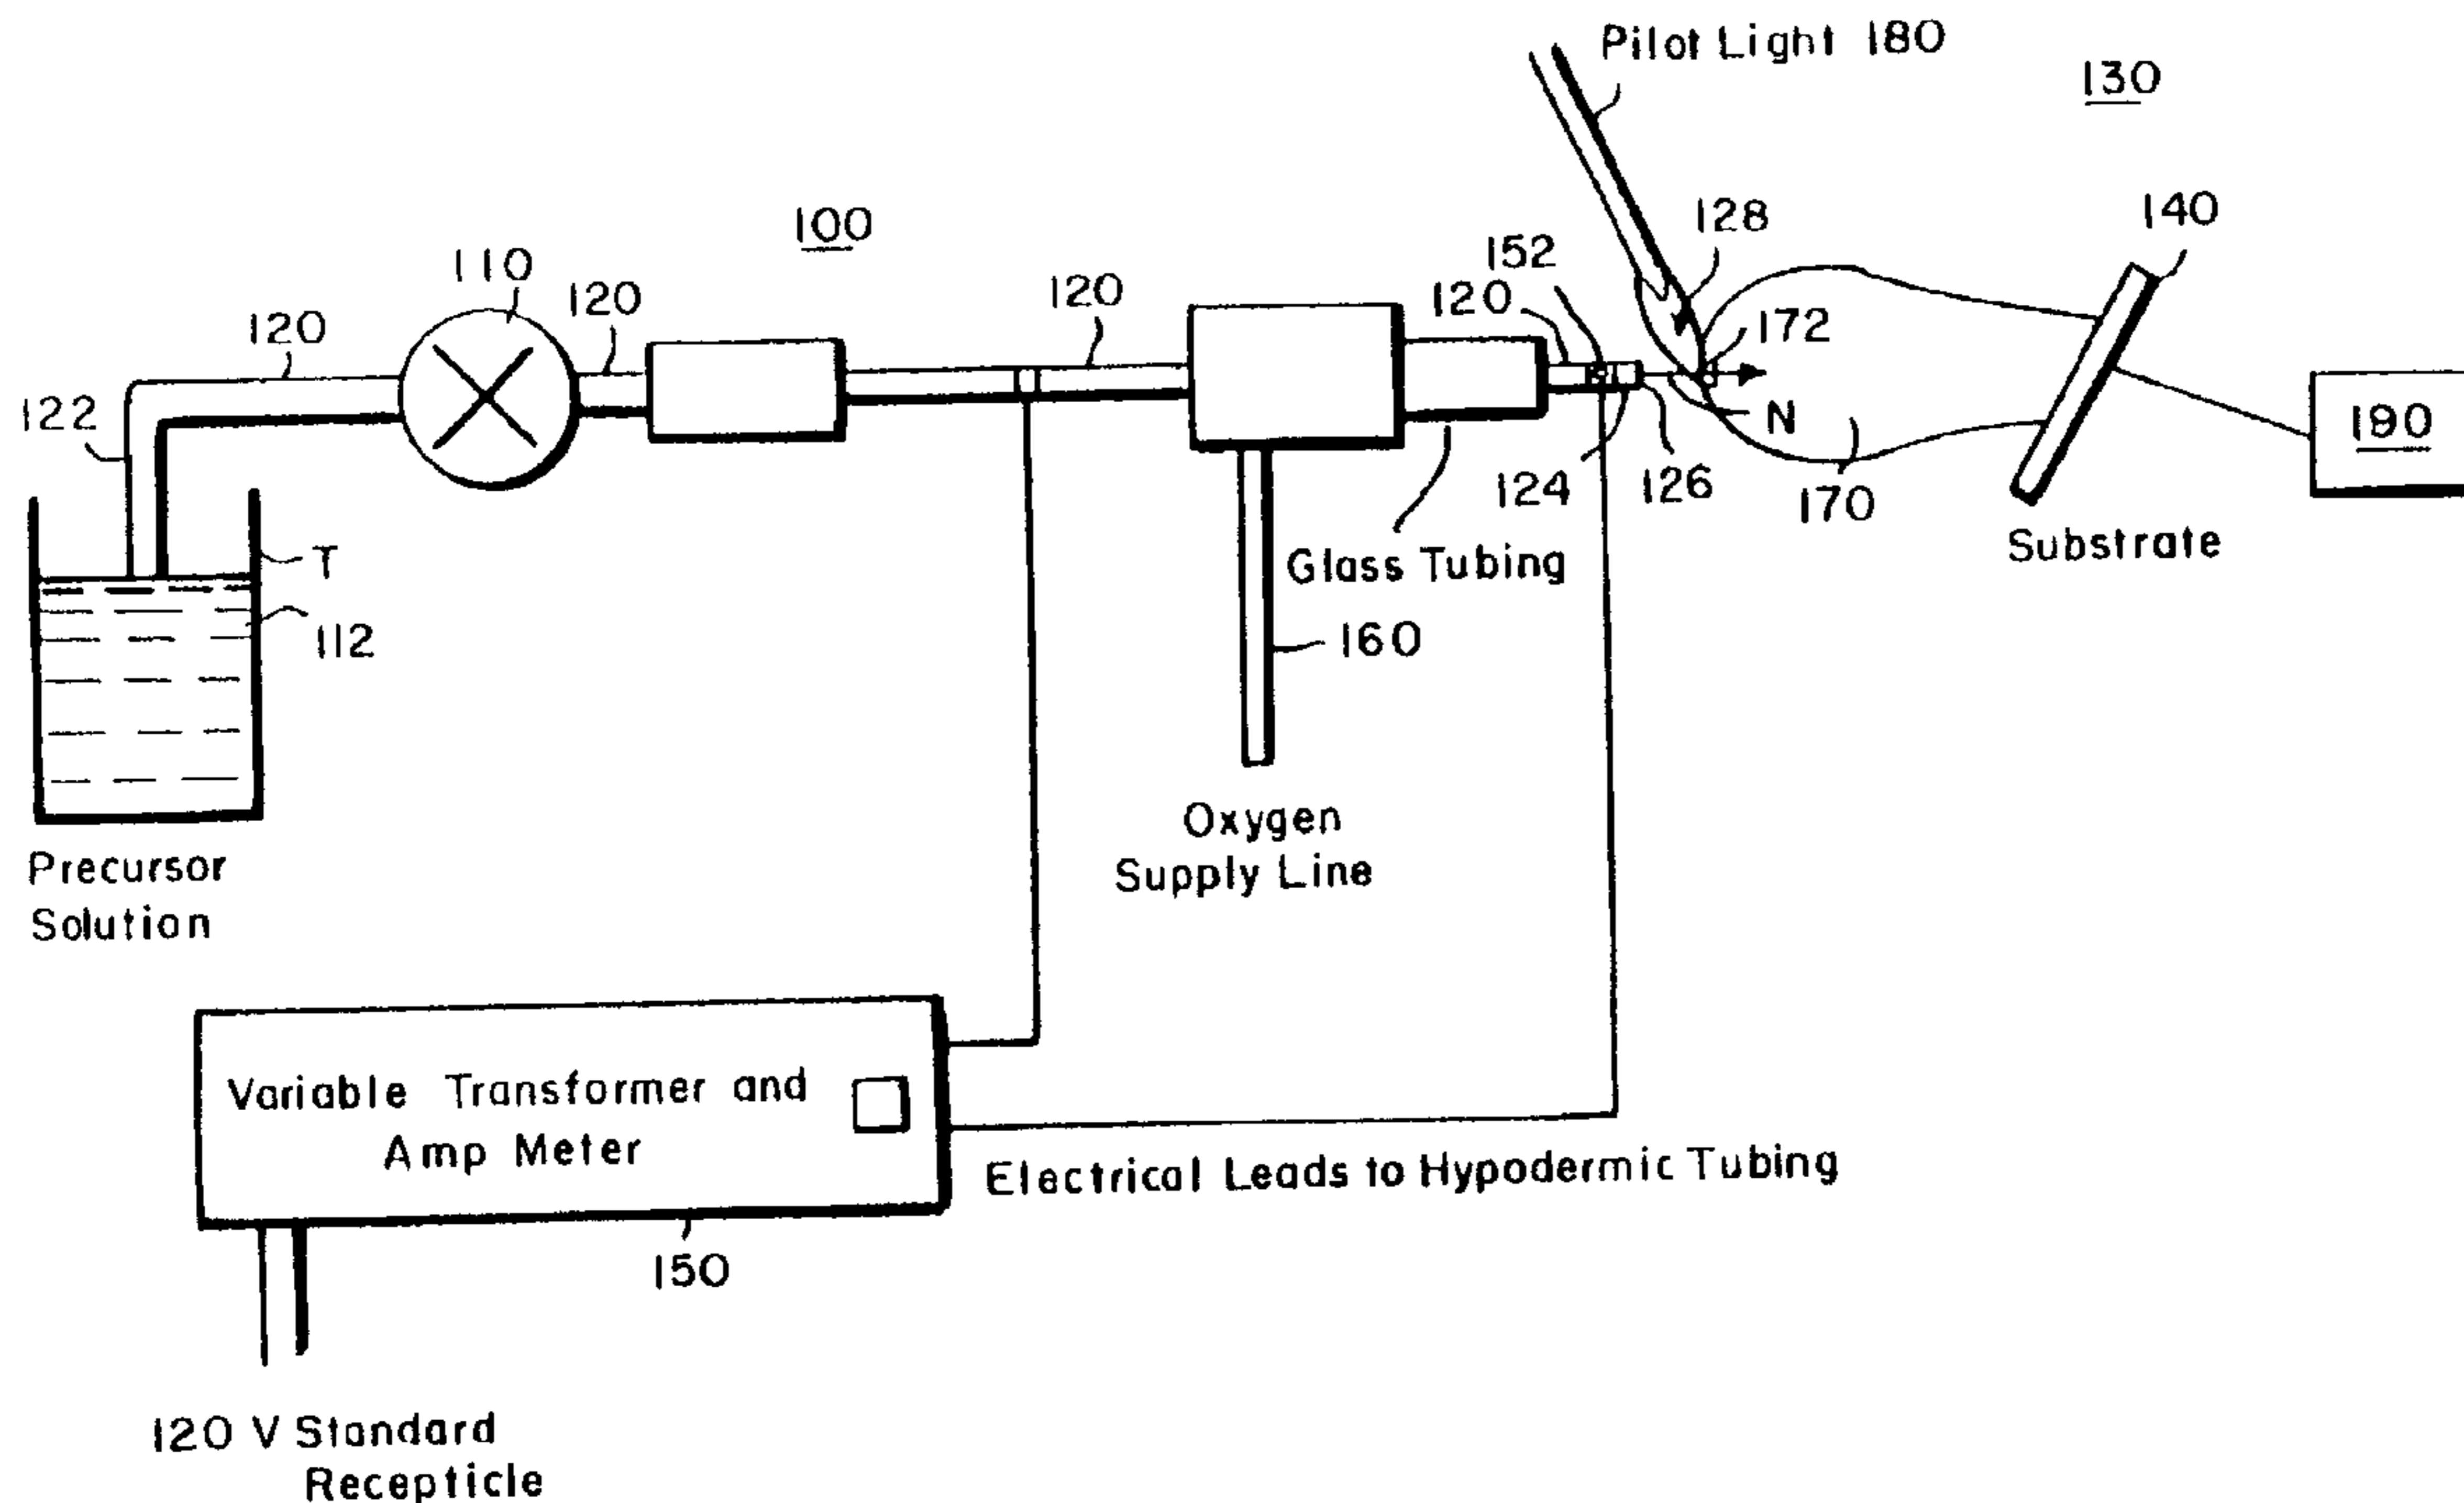 Pilot Light 180
130
100
128
140
110
152
120
120
120
120
172
122
N
190
124
126
170
Substrate
T
Glass Tubing
112
160
Oxygen
Supply Line
Precursor
Solution
Variable Transformer and
Amp Meter
Electrical Leads to Hypodermic Tubing
150
120 V Standard
Recepticle